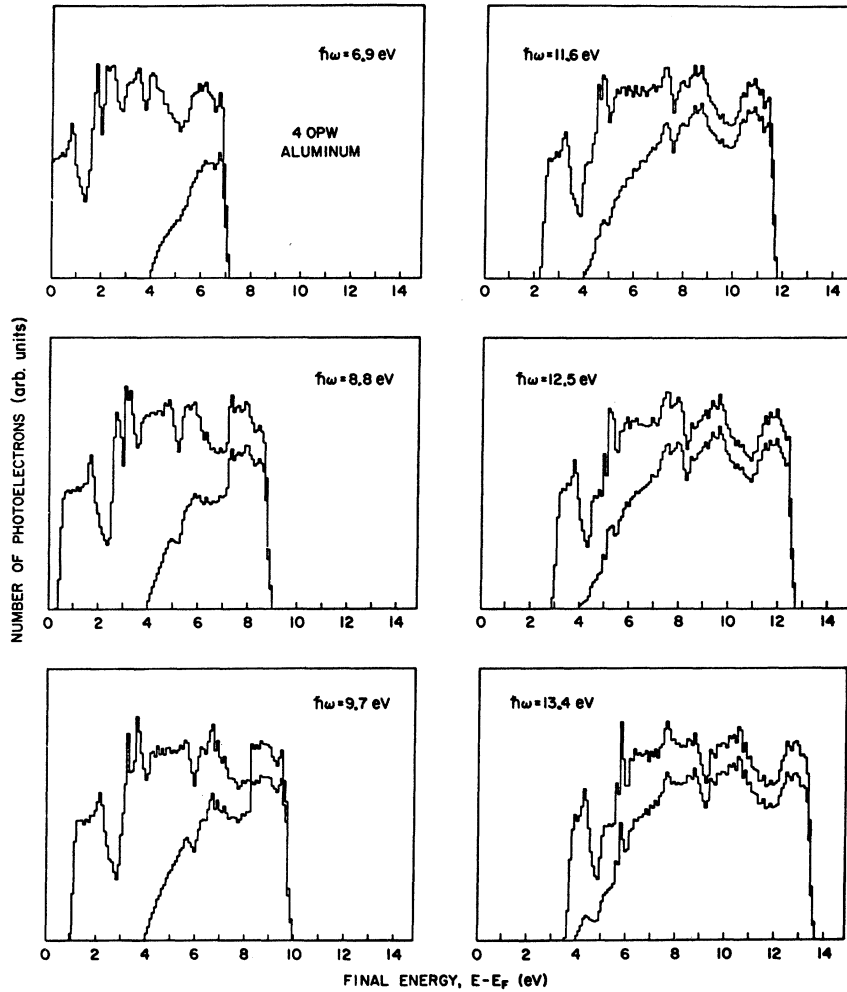 ħω=6.9 eV
4 OPW
ALUMINUM
0 2 4 6 8 10 12 14
ħω=11.6 eV
0 2 4 6 8 10 12 14
ħω=8.8 eV
0 2 4 6 8 10 12 14
ħω=12.5 eV
0 2 4 6 8 10 12 14
ħω=9.7 eV
0 2 4 6 8 10 12 14
ħω=13.4 eV
0 2 4 6 8 10 12 14
NUMBER OF PHOTOELECTRONS (arb. units)
FINAL ENERGY, E-EF (eV)